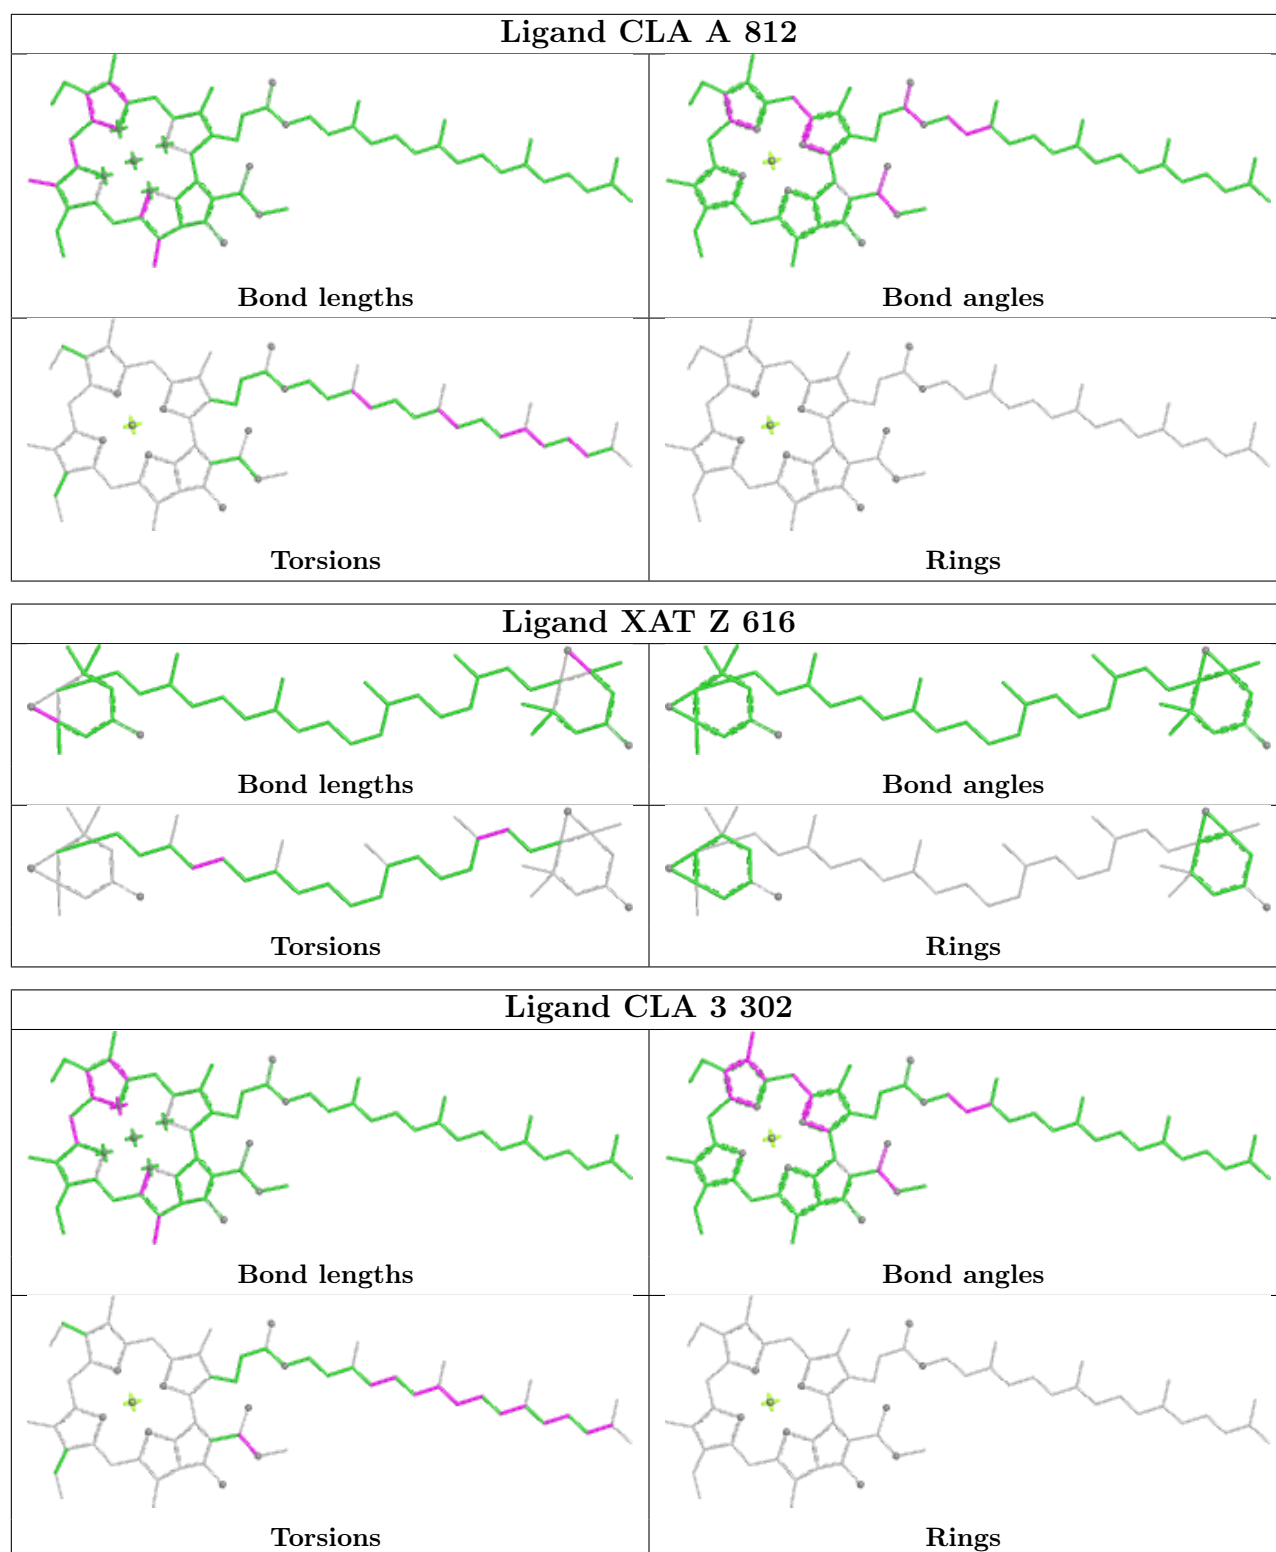 Ligand CLA A 812
Bond lengths
Bond angles
Torsions
Rings
Ligand XAT Z 616
Bond lengths
Bond angles
Torsions
Rings
Ligand CLA 3 302
Bond lengths
Bond angles
Torsions
Rings